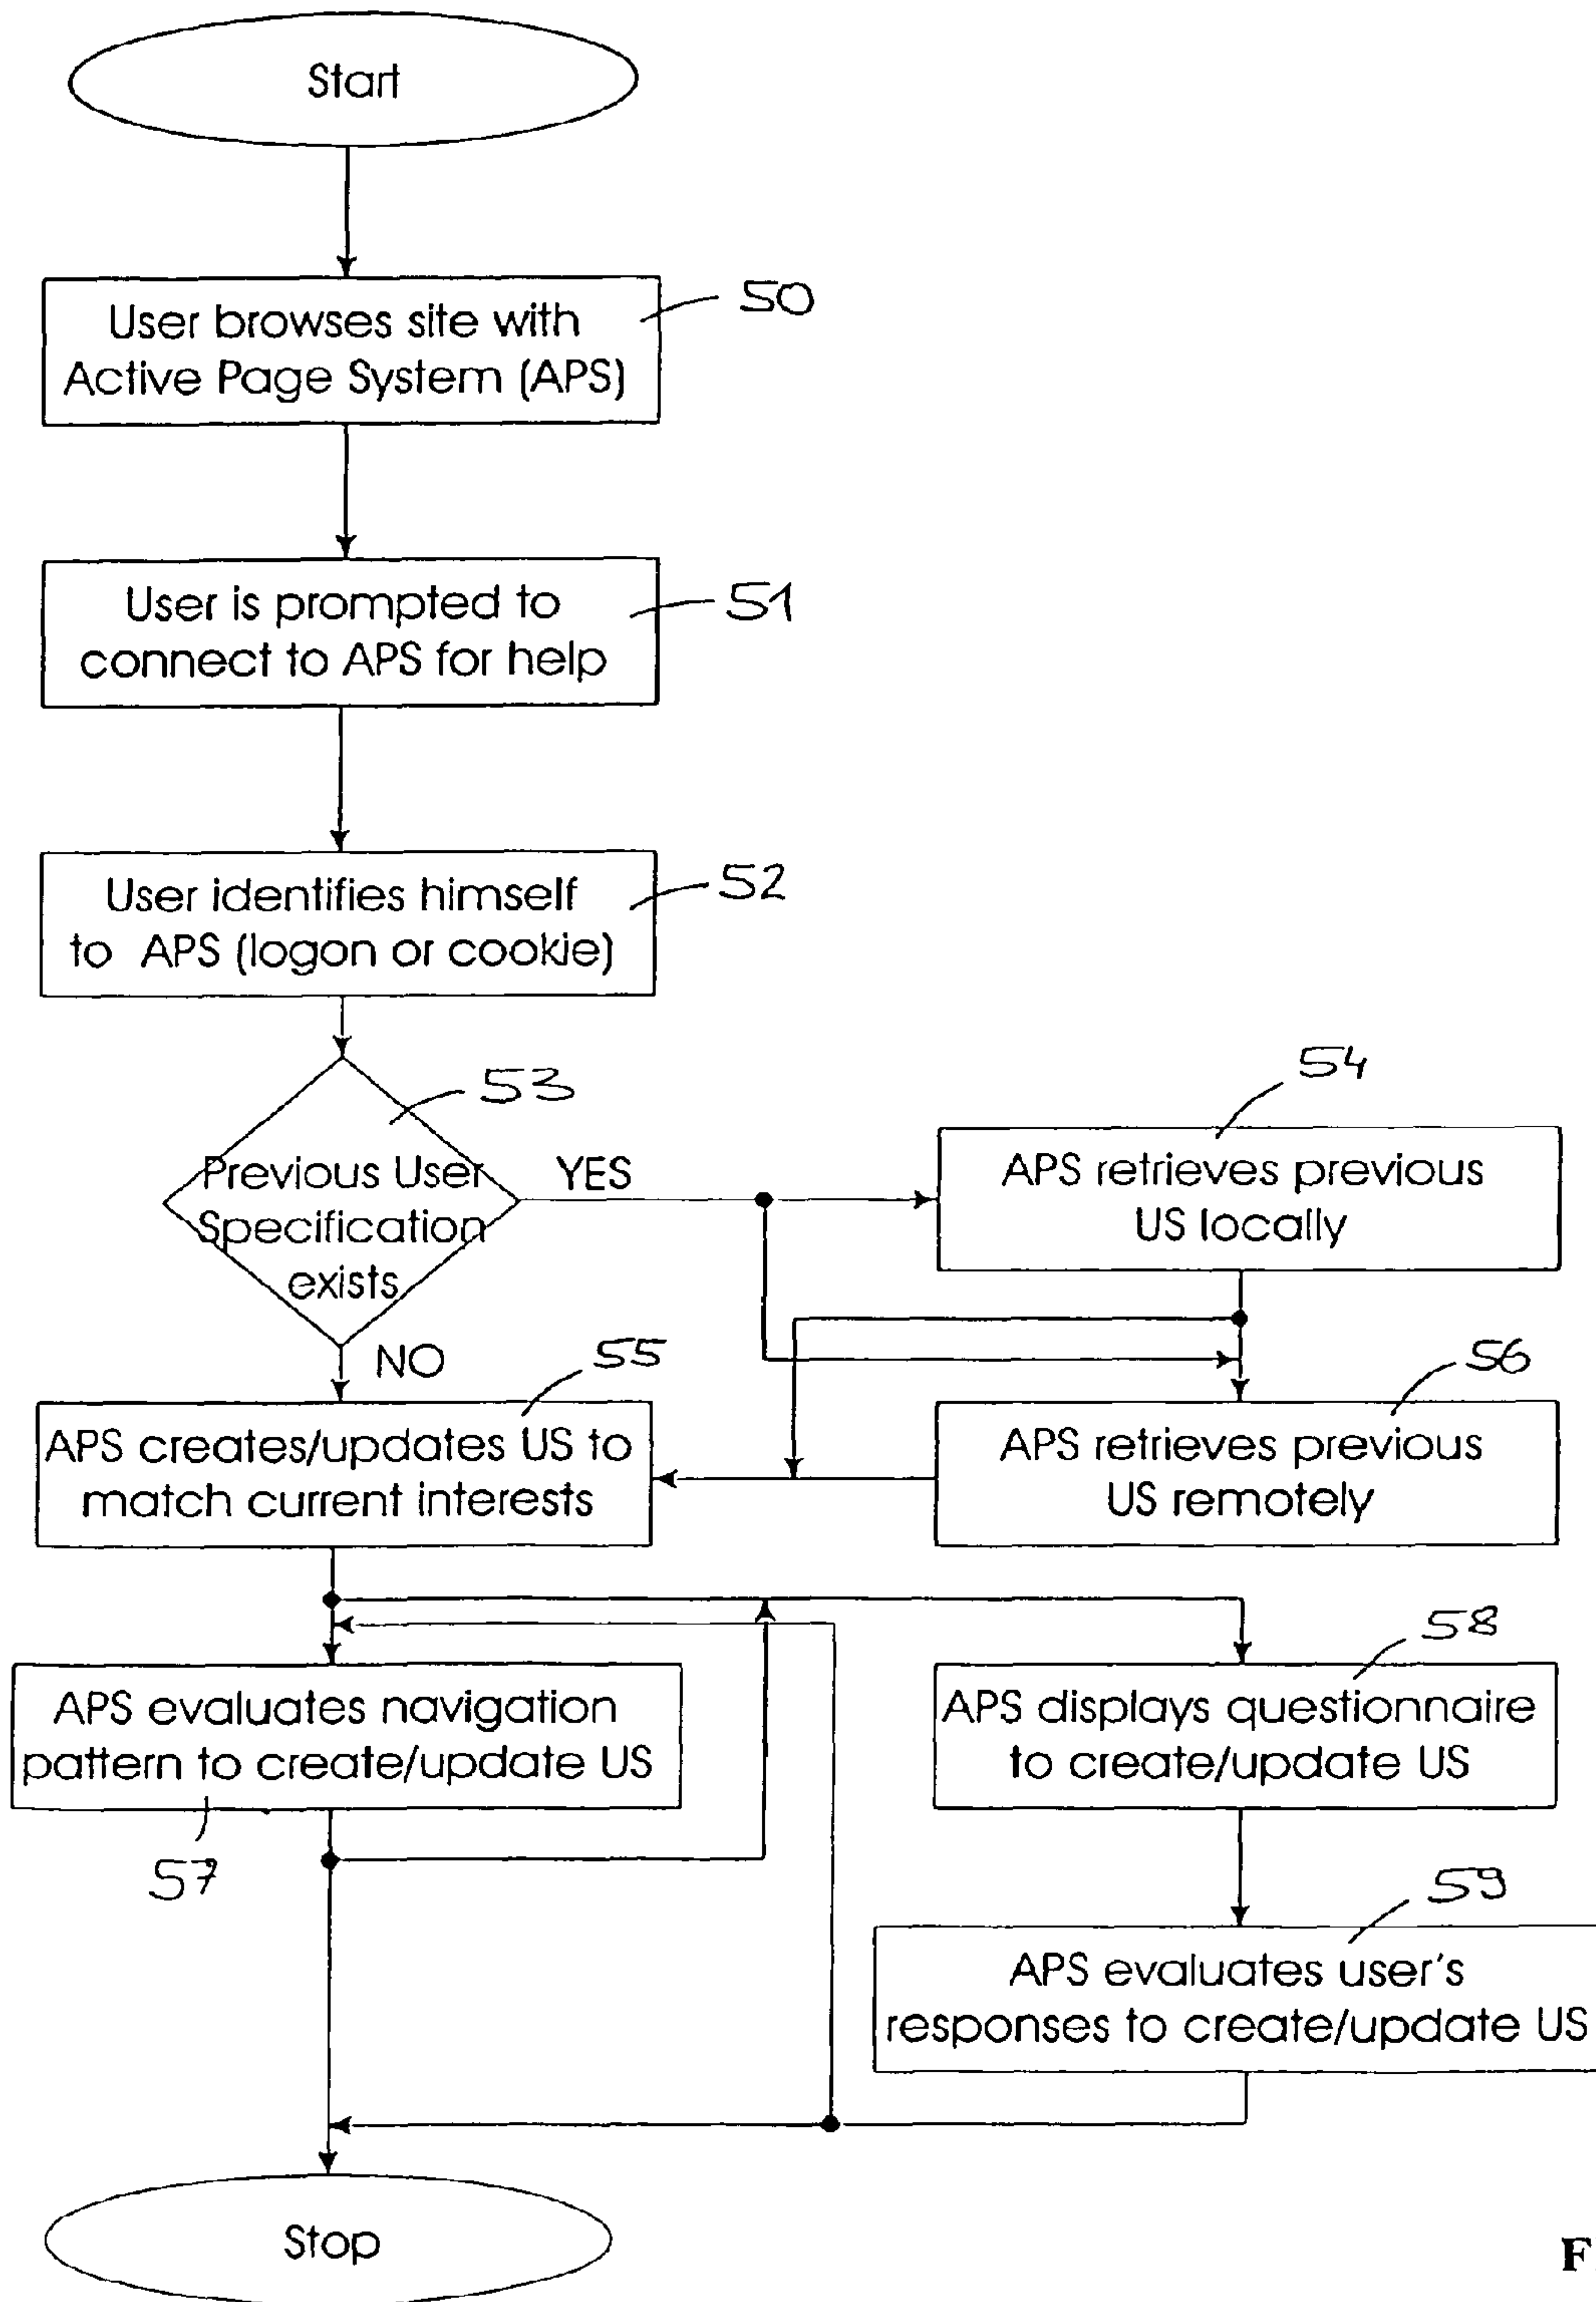 Start
User browses site with
Active Page System (APS)
50
User is prompted to
connect to APS for help
51
User identifies himself
to APS (logon or cookie)
52
53
Previous User
Specification
exists
YES
NO
54
APS retrieves previous
US locally
55
APS creates/updates US to
match current interests
56
APS retrieves previous
US remotely
APS evaluates navigation
pattern to create/update US
57
58
APS displays questionnaire
to create/update US
59
APS evaluates user's
responses to create/update US
Stop